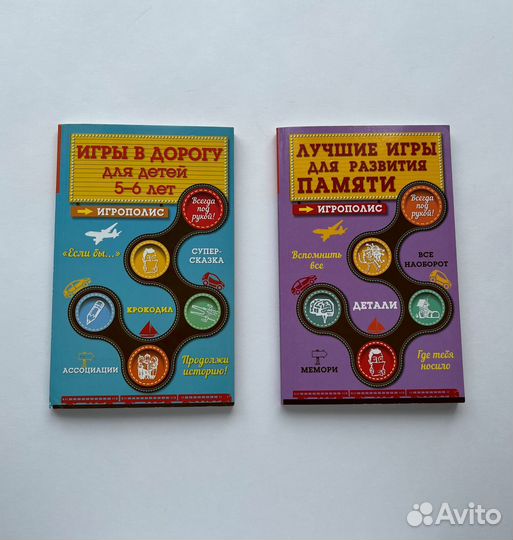 ИГРЫ В ДОРОГУ
ДЛЯ ДЕТЕЙ
5–6 ЛЕТ
ИГРОПОЛИС
Всегда
под
рукой!
«Если бы...»
СУПЕР-
СКАЗКА
КРОКОДИЛ
АССОЦИАЦИИ
Продолжи
историю!
ЛУЧШИЕ ИГРЫ
ДЛЯ РАЗВИТИЯ
ПАМЯТИ
ИГРОПОЛИС
Всегда
под
рукой!
Вспомнить
все
ВСЕ
НАОБОРОТ
ДЕТАЛИ
МЕМОРИ
Где тебя
носило
Avito